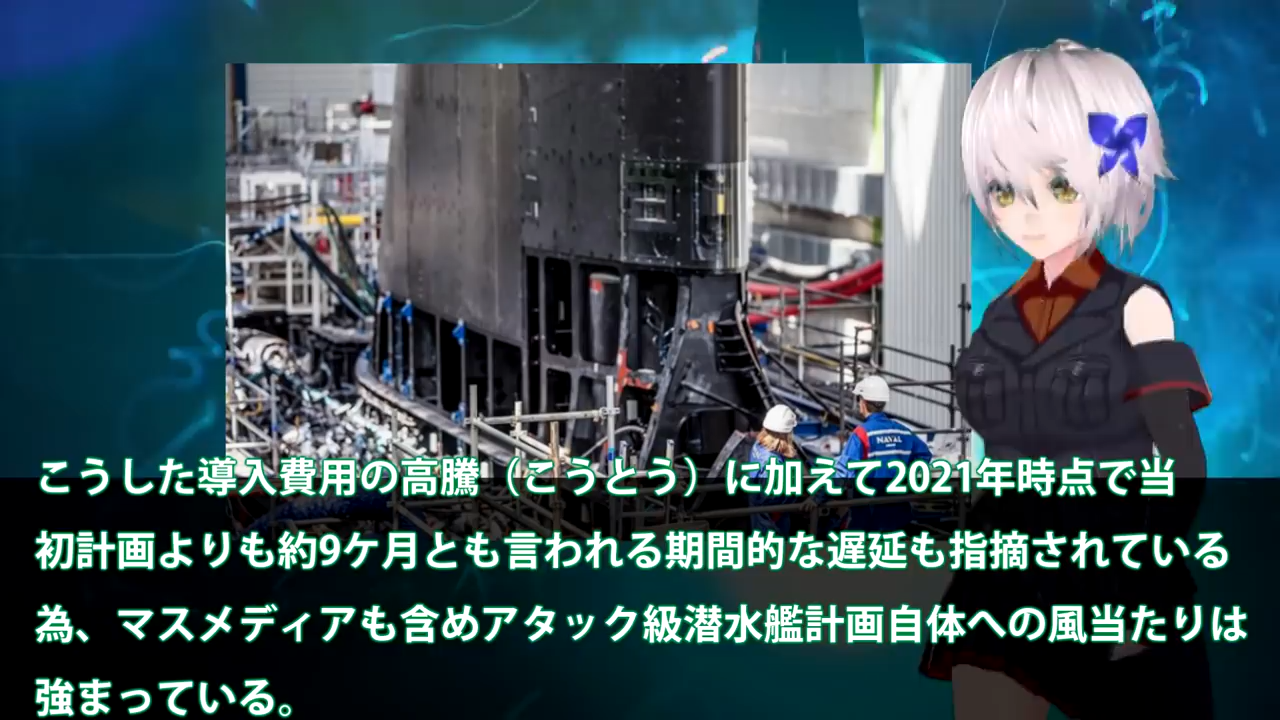 NAVAL
こうした導入費用の高騰（こうとう）に加えて2021年時点で当
初計画よりも約9ケ月とも言われる期間的な遅延も指摘されている
為、マスメディアも含めアタック級潜水艦計画自体への風当たりは
強まっている。